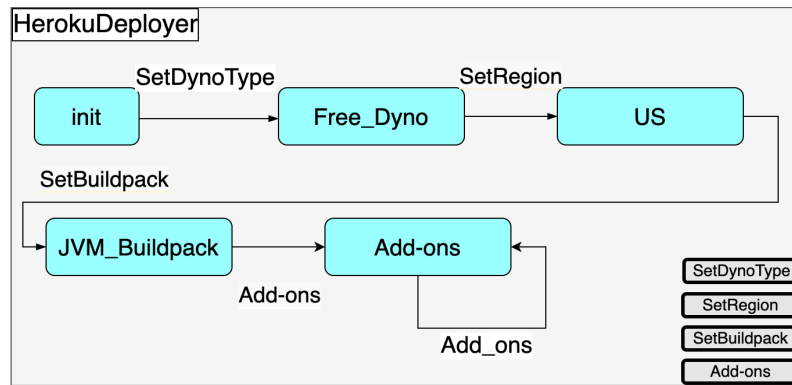 HerokuDeployer
SetDynoType
SetRegion
init
Free_Dyno
US
SetBuildpack
JVM_Buildpack
Add-ons
Add-ons
Add_ons
SetDynoType
SetRegion
SetBuildpack
Add-ons